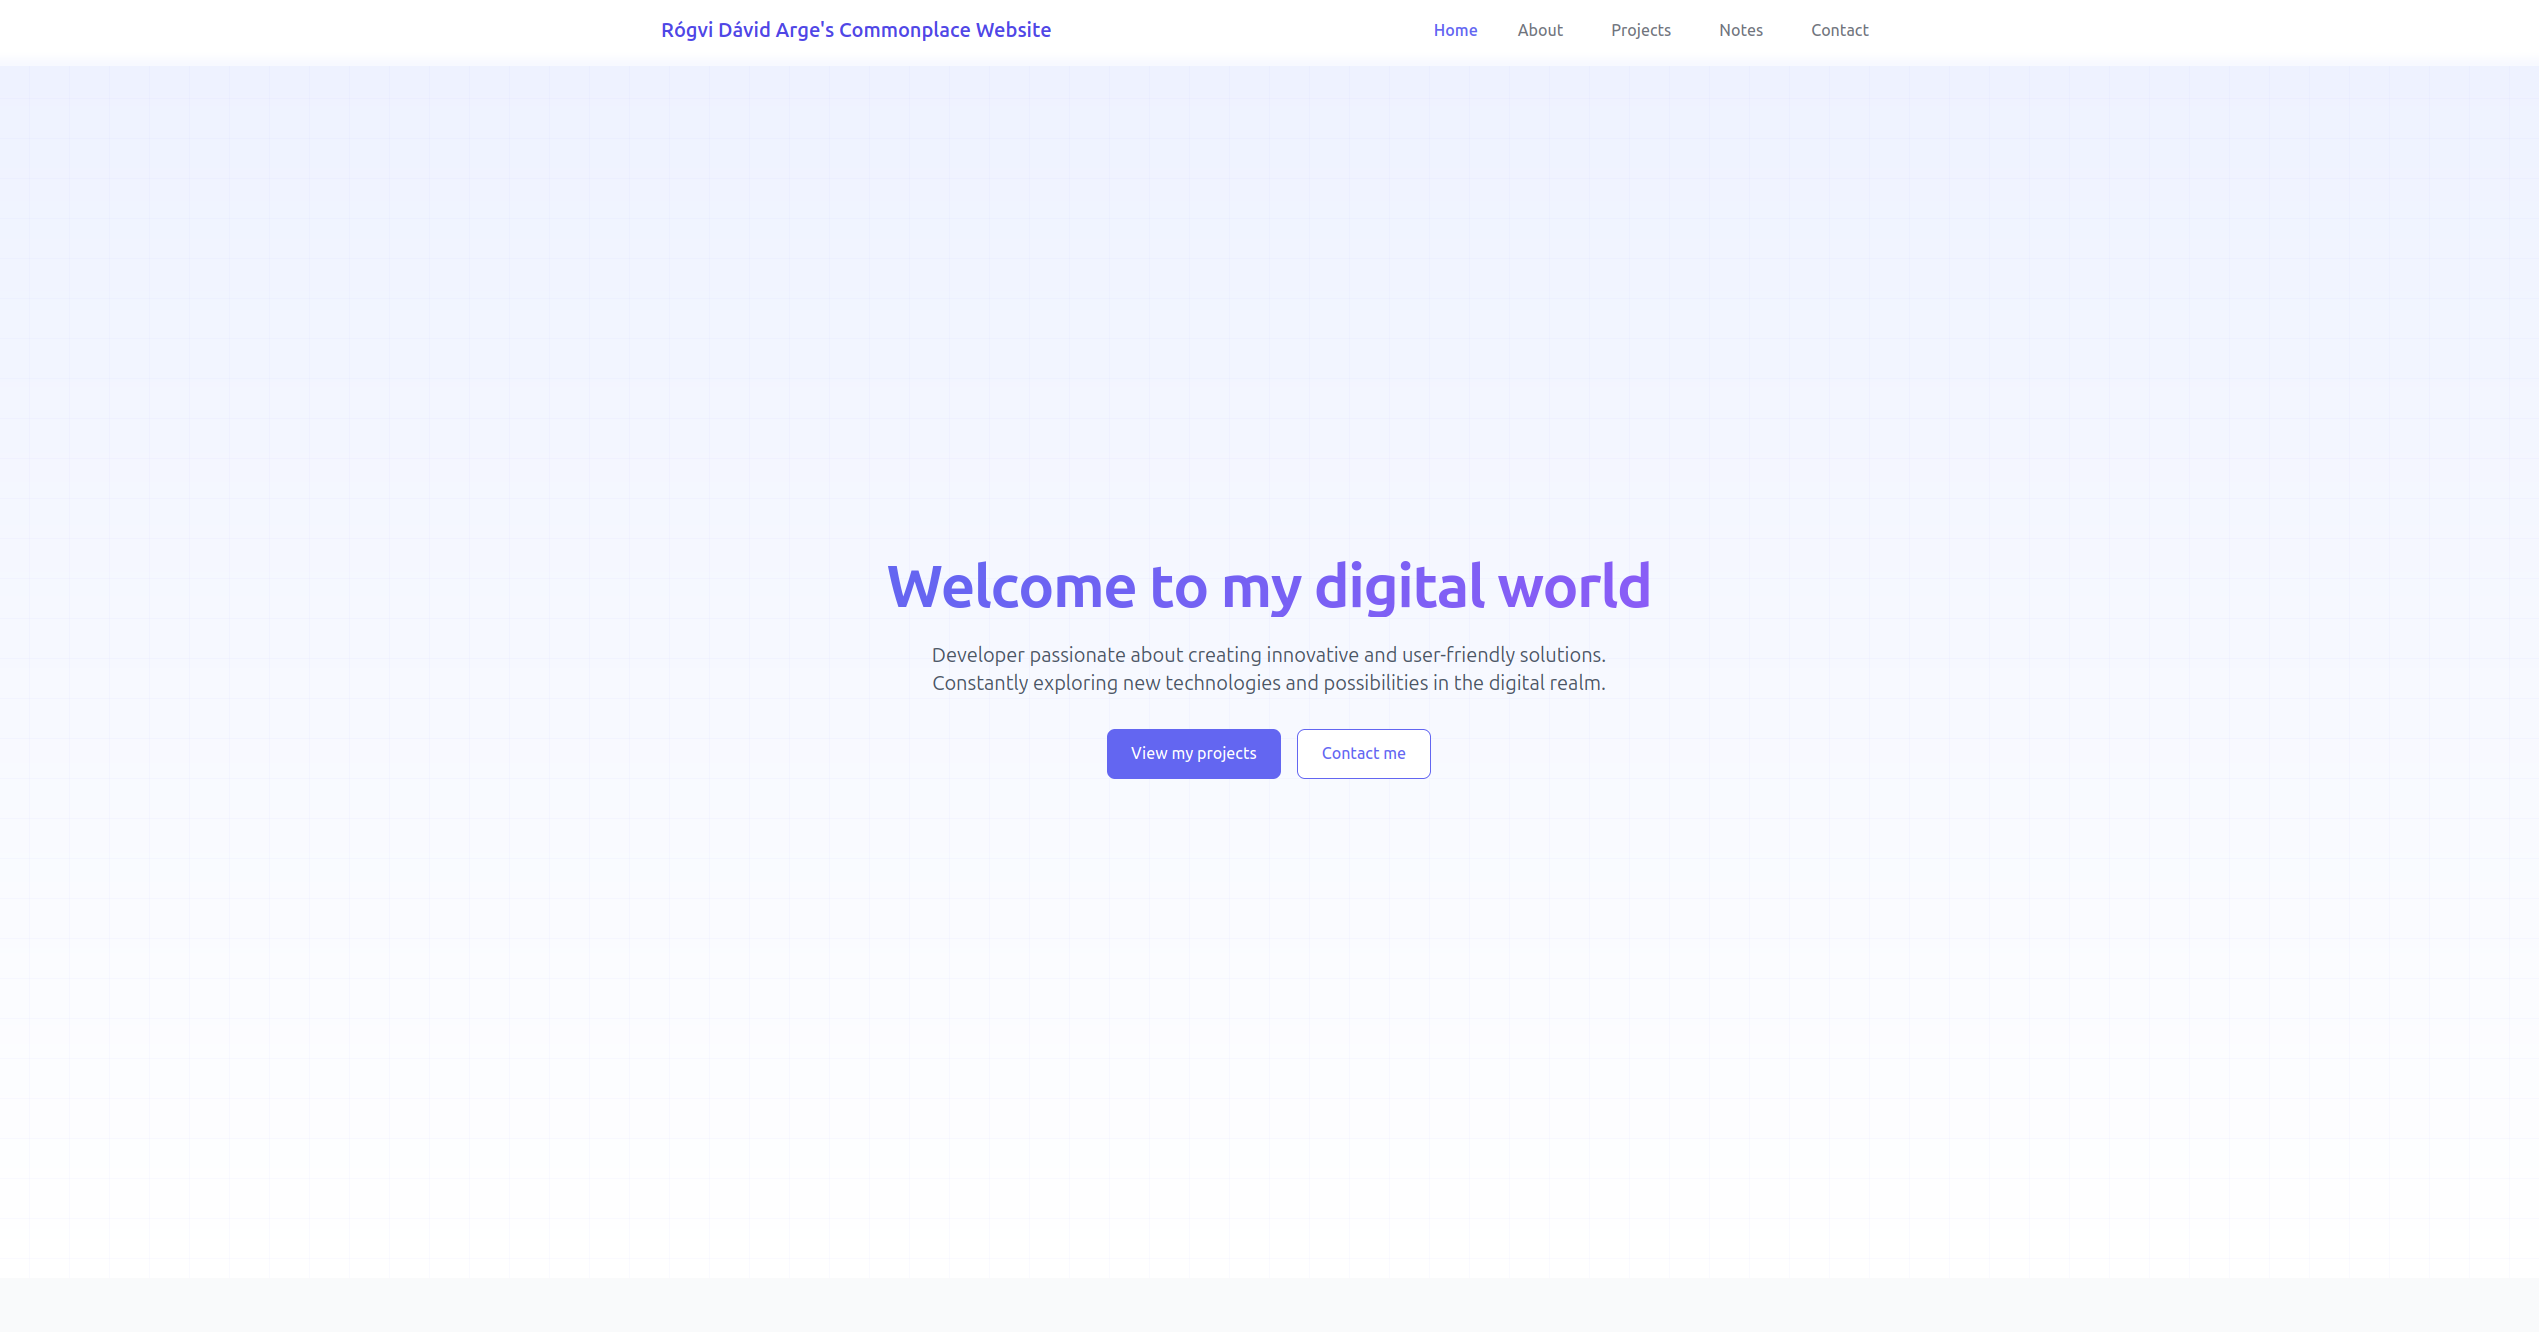 Rógvi Dávid Arge's Commonplace Website
Home About Projects Notes Contact
Welcome to my digital world
Developer passionate about creating innovative and user-friendly solutions.
Constantly exploring new technologies and possibilities in the digital realm.
View my projects
Contact me